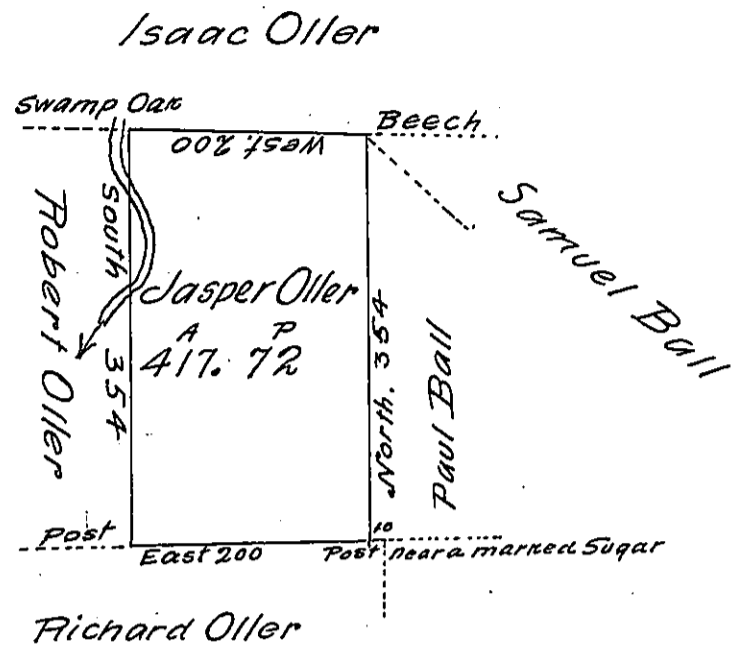 Isaac Oller
Swamp Oak
Beech
West. 200
Samuel Ball
South 354
Robert Oller
Jasper Oller
A P
417. 72
North. 354
Paul Ball
Post
10
East 200
Post near a marked Sugar
Richard Oller